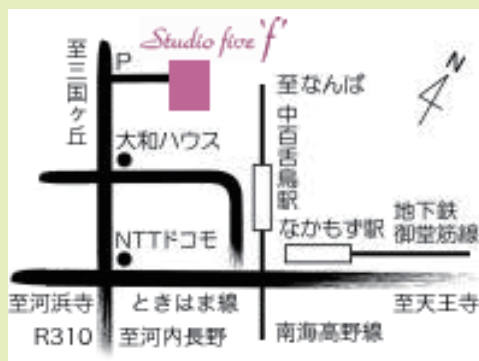 Studio five 'f'
至三国ヶ丘
P
N
至なんば
中百舌鳥駅
大和ハウス
なかもず駅
地下鉄
御堂筋線
NTTドコモ
至河浜寺
ときはま線
至天王寺
R310
至河内長野
南海高野線